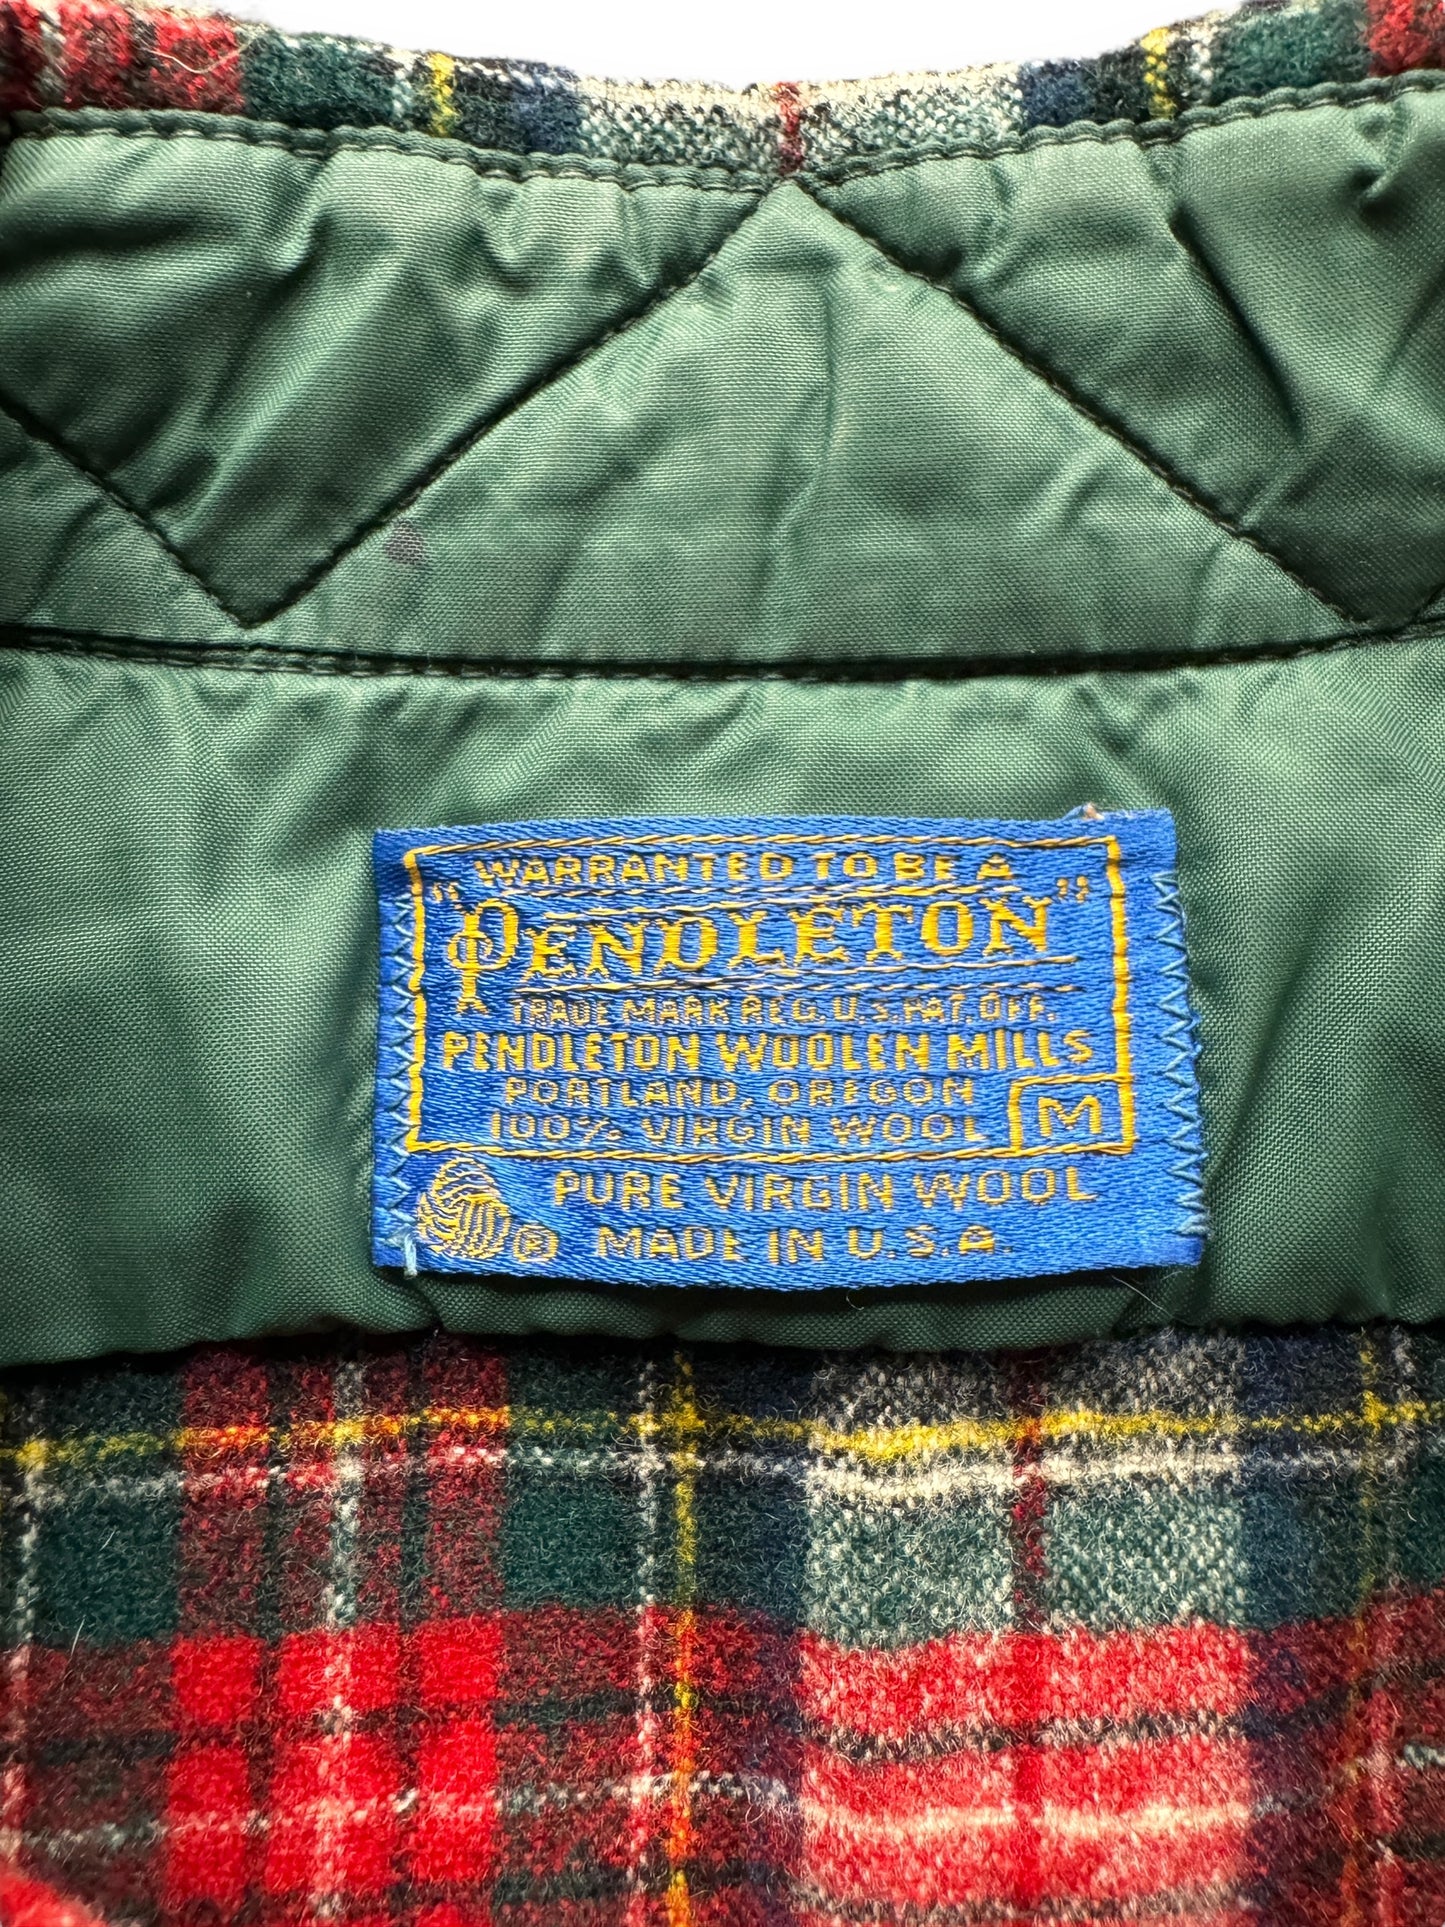 WARRANTED TO BE A
"PENDLETON"
TRADE MARK REG. U.S. PAT. OFF.
PENDLETON WOOLEN MILLS
PORTLAND, OREGON
100% VIRGIN WOOL M
PURE VIRGIN WOOL
® MADE IN U.S.A.